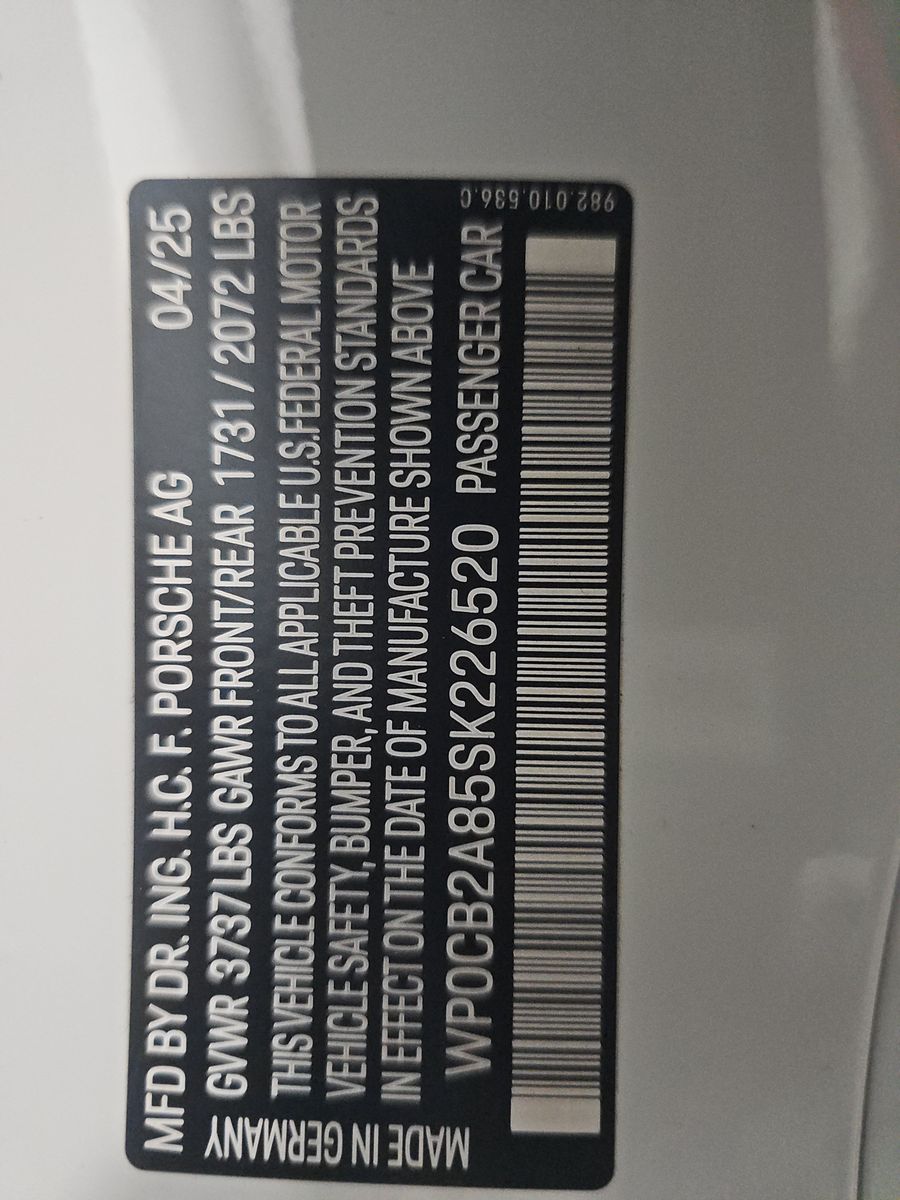 MFD BY DR. ING. H.C. F. PORSCHE AG 04/25
GVWR 3737 LBS GAWR FRONT/REAR 1731 / 2072 LBS
THIS VEHICLE CONFORMS TO ALL APPLICABLE U.S. FEDERAL MOTOR
VEHICLE SAFETY, BUMPER, AND THEFT PREVENTION STANDARDS
IN EFFECT ON THE DATE OF MANUFACTURE SHOWN ABOVE
WP0CB2A85SK226520 PASSENGER CAR
MADE IN GERMANY
982.010.536.C